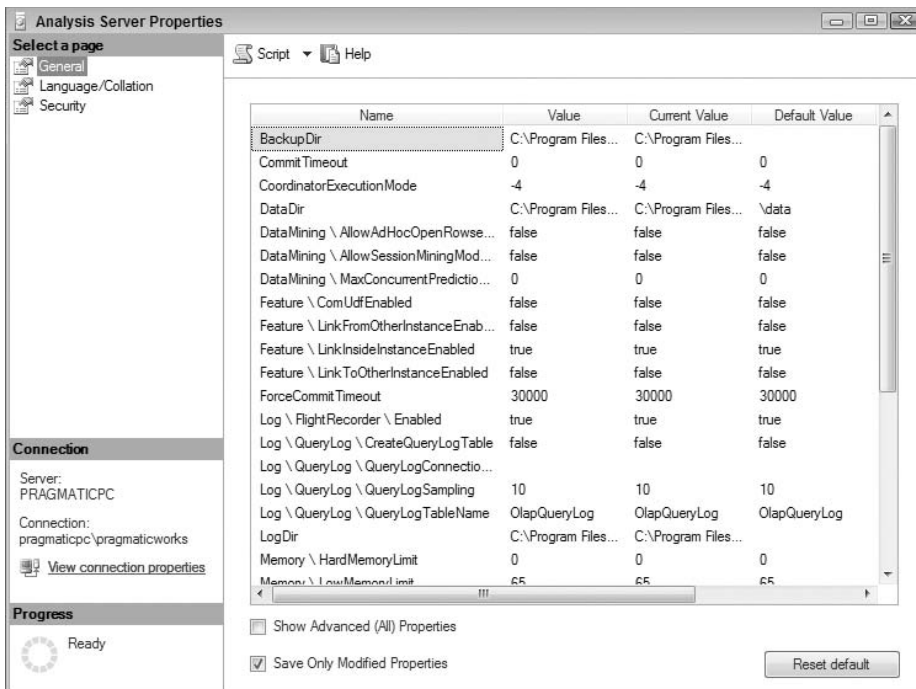 Analysis Server Properties
Select a page
General
Language/Collation
Security
Script Help
Name Value Current Value Default Value
BackupDir C:\Program Files... C:\Program Files...
CommitTimeout 0 0 0
CoordinatorExecutionMode -4 -4 -4
DataDir C:\Program Files... C:\Program Files... \data
DataMining \ AllowAdHocOpenRowse... false false false
DataMining \ AllowSessionMiningMod... false false false
DataMining \ MaxConcurrentPredictio... 0 0 0
Feature \ ComUdfEnabled false false false
Feature \ LinkFromOtherInstanceEnab... false false false
Feature \ LinkInsideInstanceEnabled true true true
Feature \ LinkToOtherInstanceEnabled false false false
ForceCommitTimeout 30000 30000 30000
Log \ FlightRecorder \ Enabled true true true
Log \ QueryLog \ CreateQueryLogTable false false false
Log \ QueryLog \ QueryLogConnectio...
Log \ QueryLog \ QueryLogSampling 10 10 10
Log \ QueryLog \ QueryLogTableName OlapQueryLog OlapQueryLog OlapQueryLog
LogDir C:\Program Files... C:\Program Files...
Memory \ HardMemoryLimit 0 0 0
Memory \ LowMemoryLimit 65 65 65
Connection
Server:
PRAGMATICPC
Connection:
pragmaticpc\pragmaticworks
View connection properties
Progress
Ready
Show Advanced (All) Properties
Save Only Modified Properties
Reset default